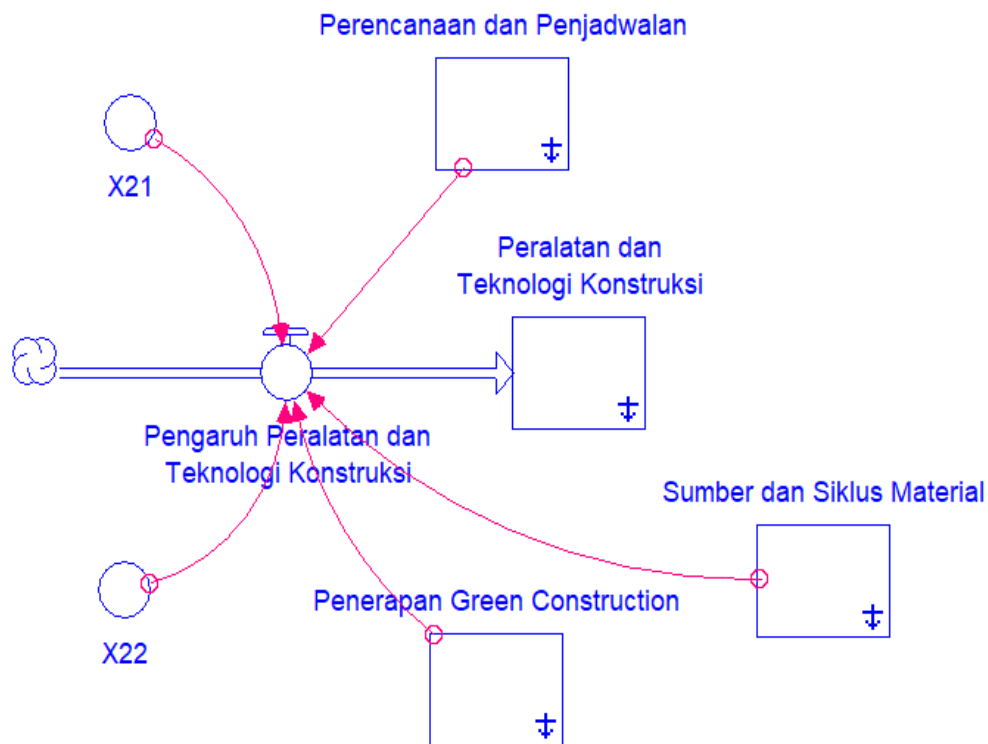 Perencanaan dan Penjadwalan
X21
Peralatan dan
Teknologi Konstruksi
Pengaruh Peralatan dan
Teknologi Konstruksi
Sumber dan Siklus Material
Penerapan Green Construction
X22